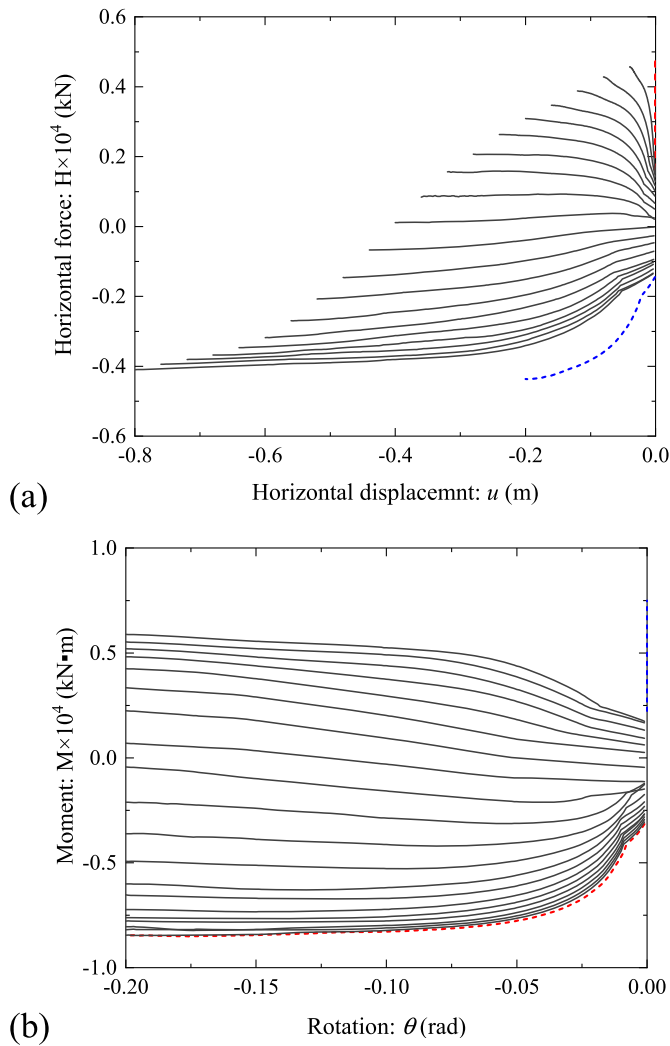 0.6
0.4
0.2
0.0
-0.2
-0.4
-0.6
Horizontal force: H×10⁴ (kN)
-0.8 -0.6 -0.4 -0.2 0.0
Horizontal displacemnt: u (m)
(a)
1.0
0.5
0.0
-0.5
-1.0
Moment: M×10⁴ (kN▪m)
-0.20 -0.15 -0.10 -0.05 0.00
Rotation: θ (rad)
(b)